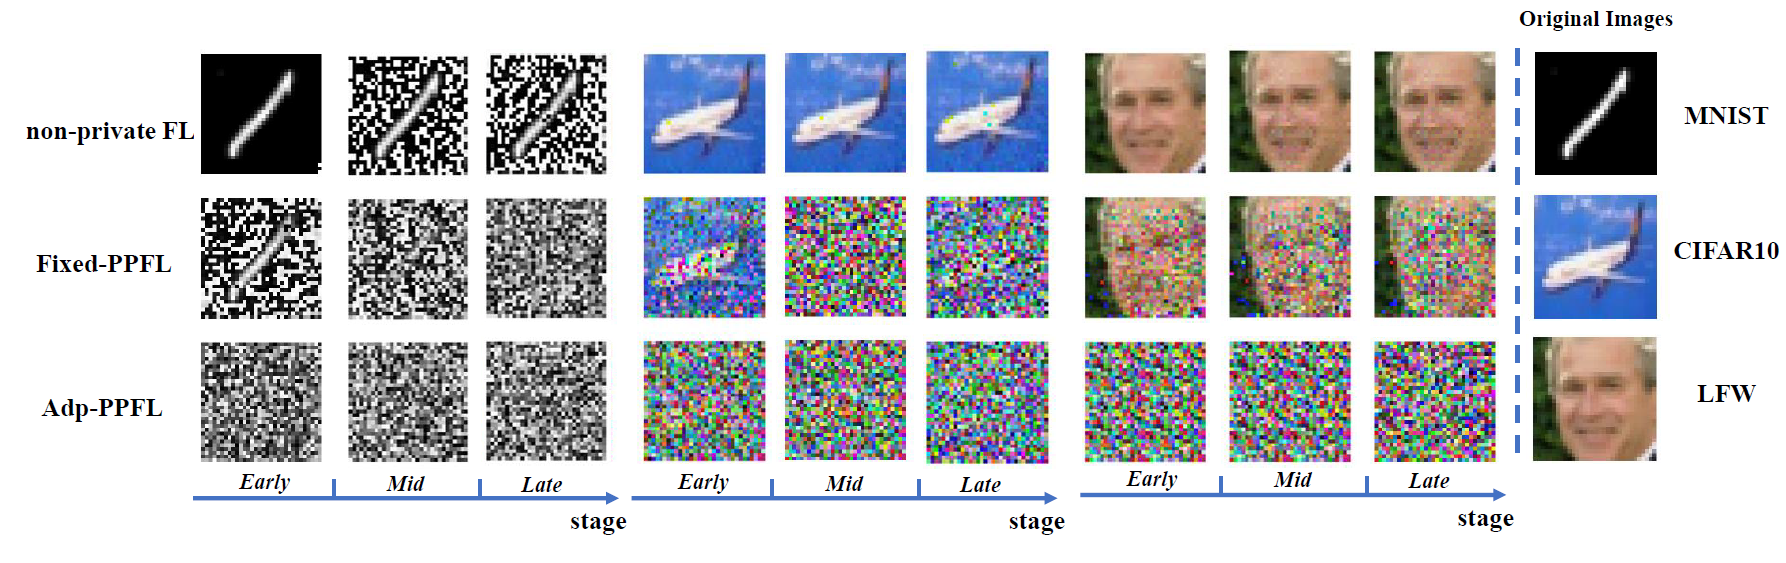 Original Images
non-private FL
MNIST
Fixed-PPFL
CIFAR10
Adp-PPFL
LFW
Early Mid Late
stage
Early Mid Late
stage
Early Mid Late
stage